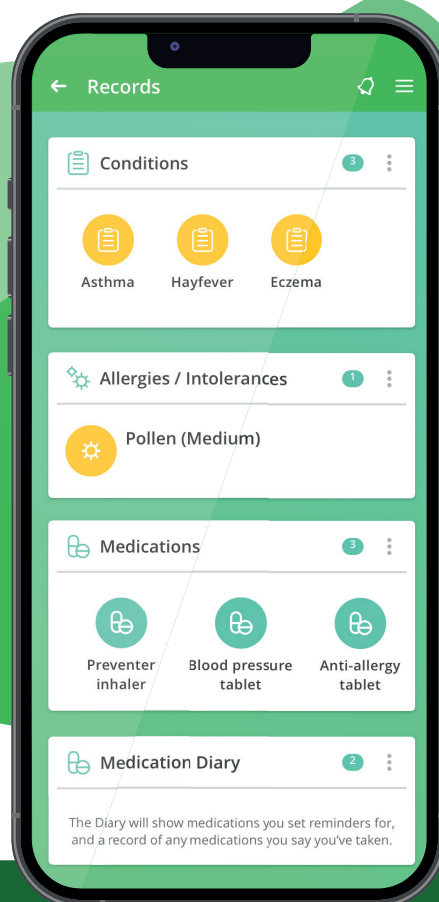 Records
Conditions 3
Asthma Hayfever Eczema
Allergies / Intolerances 1
Pollen (Medium)
Medications 3
Preventer inhaler
Blood pressure tablet
Anti-allergy tablet
Medication Diary 2
The Diary will show medications you set reminders for,
and a record of any medications you say you've taken.